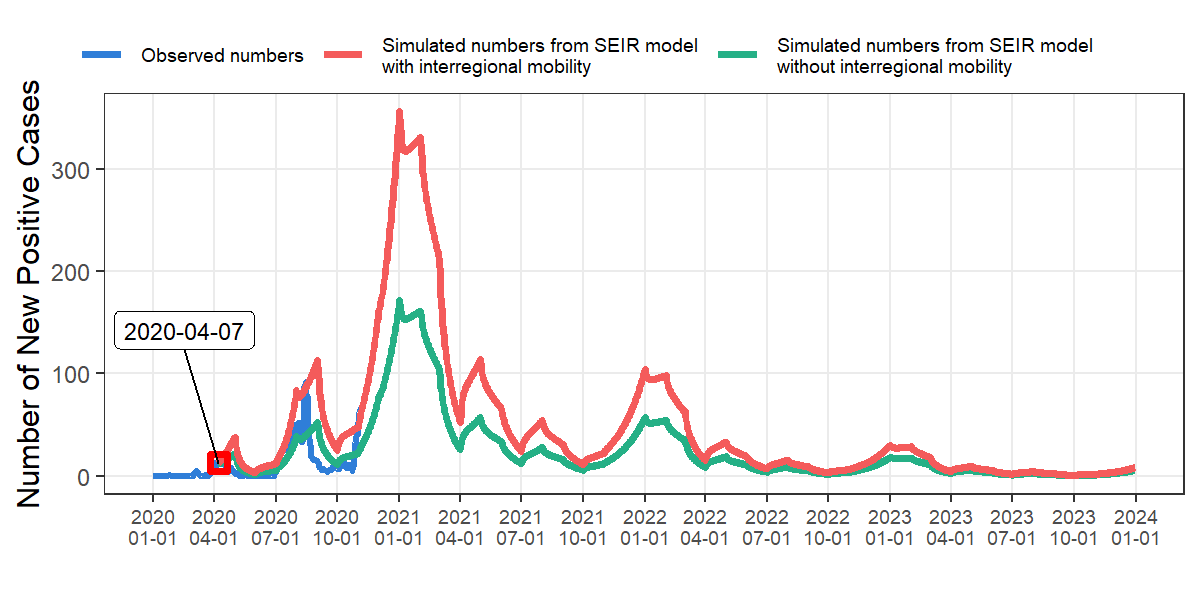 Observed numbers
Simulated numbers from SEIR model
with interregional mobility
Simulated numbers from SEIR model
without interregional mobility
Number of New Positive Cases
300
200
100
0
2020-04-07
2020 2020 2020 2020 2021 2021 2021 2021 2022 2022 2022 2022 2023 2023 2023 2023 2024
01-01 04-01 07-01 10-01 01-01 04-01 07-01 10-01 01-01 04-01 07-01 10-01 01-01 04-01 07-01 10-01 01-01